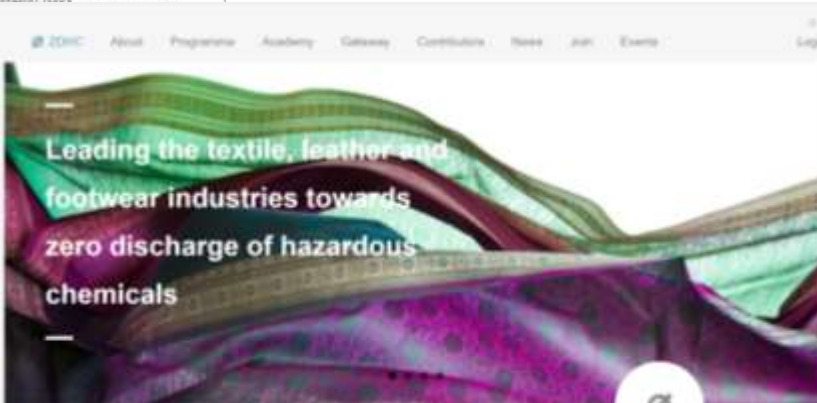 ZDHC About Programme Academy Gateway Contributors News Join Events
Leading the textile, leather and
footwear industries towards
zero discharge of hazardous
chemicals